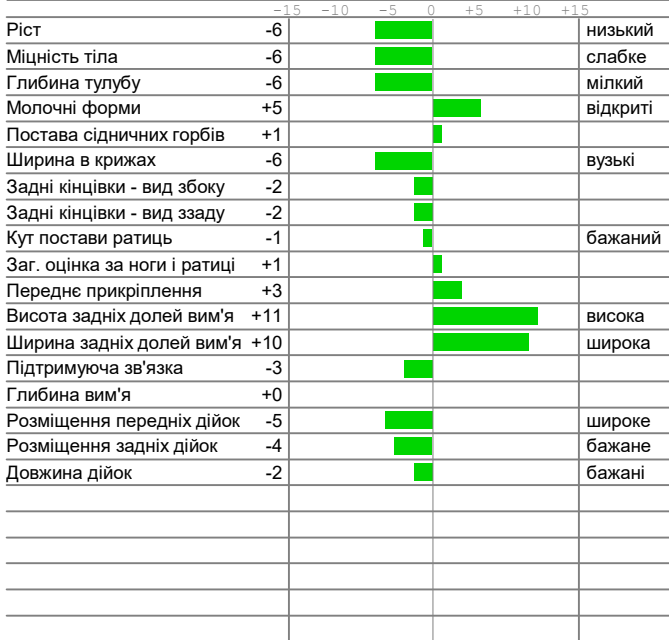 -15 -10 -5 0 +5 +10 +15
Ріст -6 низький
Міцність тіла -6 слабке
Глибина тулубу -6 мілкий
Молочні форми +5 відкриті
Постава сідничних горбів +1
Ширина в крижах -6 вузькі
Задні кінцівки - вид збоку -2
Задні кінцівки - вид ззаду -2
Кут постави ратиць -1 бажаний
Заг. оцінка за ноги і ратиці +1
Переднє прикріплення +3
Висота задніх долей вим'я +11 висока
Ширина задніх долей вим'я +10 широка
Підтримуюча зв'язка -3
Глибина вим'я +0
Розміщення передніх дійок -5 широке
Розміщення задніх дійок -4 бажане
Довжина дійок -2 бажані